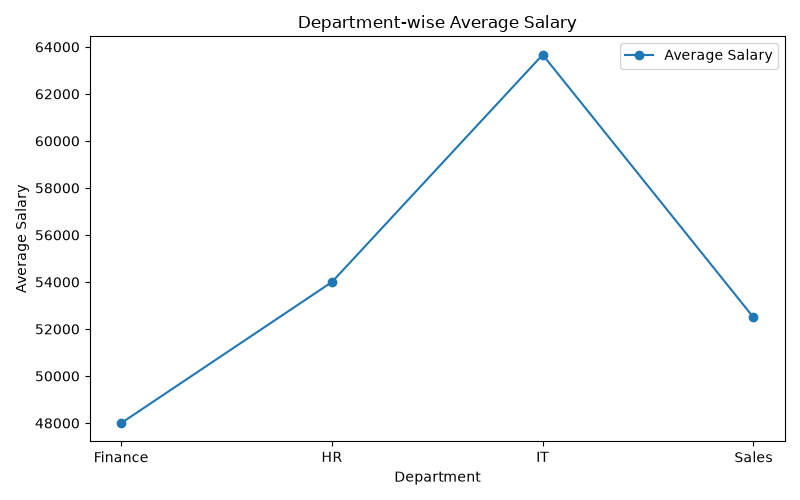 Department-wise Average Salary
Average Salary
64000
62000
60000
58000
56000
54000
52000
50000
48000
Average Salary
Finance HR IT Sales
Department